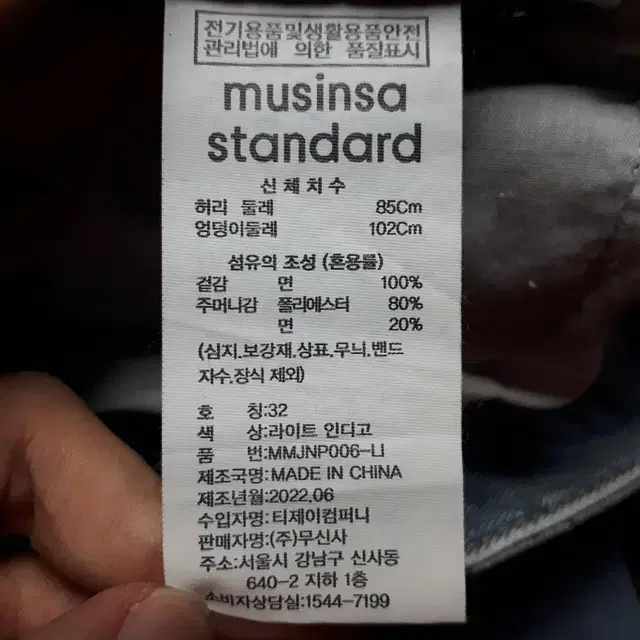 전기용품및생활용품안전
관리법에 의한 품질표시
musinsa
standard
신체치수
허리 둘레 85Cm
엉덩이둘레 102Cm
섬유의 조성 (혼용률)
겉감 면 100%
주머니감 폴리에스터 80%
면 20%
(심지.보강재,상표.무늬.밴드
자수.장식 제외)
호 칭:32
색 상:라이트 인디고
품 번:MMJNP006-LI
제조국명:MADE IN CHINA
제조년월:2022.06
수입자명:티제이컴퍼니
판매자명:(주)무신사
주소:서울시 강남구 신사동
640-2 지하 1층
소비자상담실:1544-7199